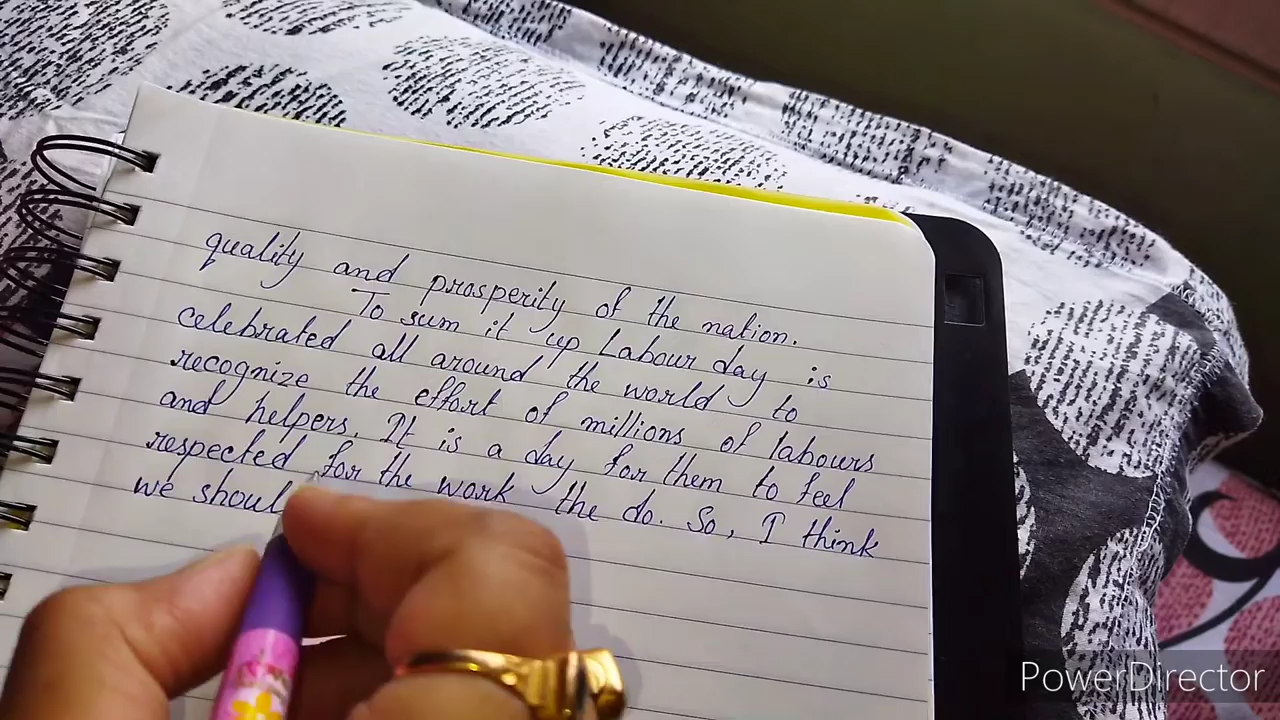 quality and prosperity of the nation.
To sum it up Labour day is
celebrated all around the world to
recognize the effort of millions of labours
and helpers. It is a day for them to feel
respected for the work the do. So, I think
we shoul
PowerDirector